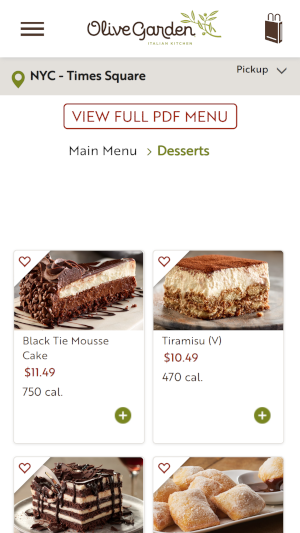 Olive Garden
ITALIAN KITCHEN
NYC - Times Square
Pickup
VIEW FULL PDF MENU
Main Menu > Desserts
Black Tie Mousse
Cake
$11.49
750 cal.
Tiramisu (V)
$10.49
470 cal.